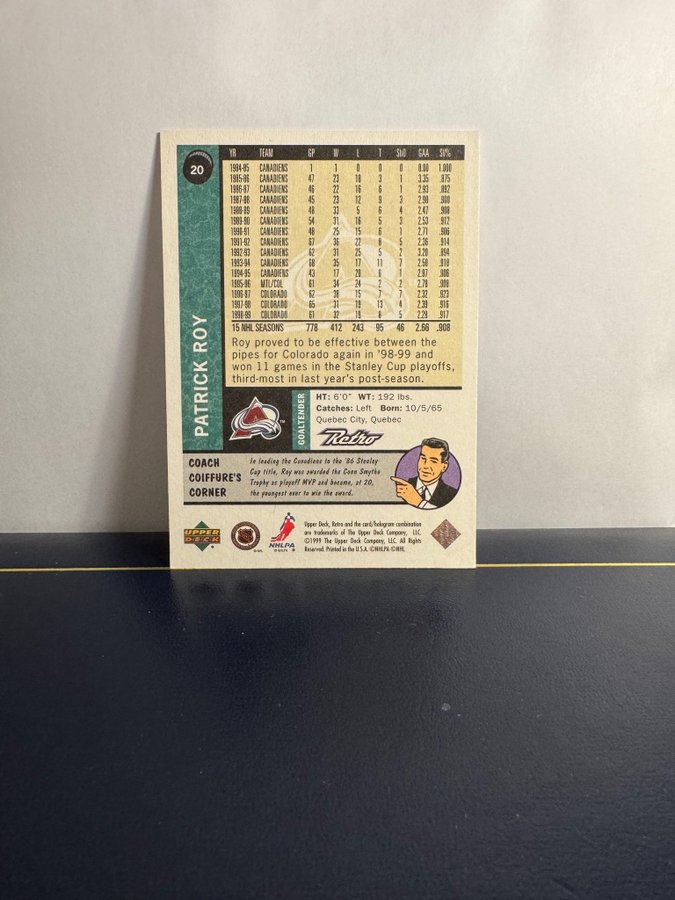 20
PATRICK ROY
YR TEAM GP W L T ShO GAA SV%
1984-85 CANADIENS 1 1 0 0 0 0.00 1.000
1985-86 CANADIENS 47 23 18 3 1 3.35 .875
1986-87 CANADIENS 46 22 16 6 1 2.93 .892
1987-88 CANADIENS 45 23 12 9 3 2.90 .900
1988-89 CANADIENS 48 33 5 6 4 2.47 .908
1989-90 CANADIENS 54 31 16 5 3 2.53 .912
1990-91 CANADIENS 48 25 15 6 1 2.71 .906
1991-92 CANADIENS 67 36 22 8 5 2.36 .914
1992-93 CANADIENS 62 31 25 5 2 3.20 .894
1993-94 CANADIENS 68 35 17 11 7 2.50 .918
1994-95 CANADIENS 43 17 20 6 1 2.97 .906
1995-96 MTL/COL 61 34 24 2 2 2.78 .908
1996-97 COLORADO 62 38 15 7 7 2.32 .923
1997-98 COLORADO 65 31 19 13 4 2.39 .916
1998-99 COLORADO 61 32 19 8 5 2.29 .917
15 NHL SEASONS 778 412 243 95 46 2.66 .908
Roy proved to be effective between the
pipes for Colorado again in '98-99 and
won 11 games in the Stanley Cup playoffs,
third-most in last year's post-season.
GOALTENDER
HT: 6'0" WT: 192 lbs.
Catches: Left Born: 10/5/65
Quebec City, Quebec
Retro
COACH
COIFFURE'S
CORNER
In leading the Canadiens to the '86 Stanley
Cup title, Roy was awarded the Conn Smythe
Trophy as playoff MVP and became, at 20,
the youngest ever to win the award.
UPPER
DECK
NHL
NHLPA
Upper Deck, Retro and the card/hologram combination
are trademarks of The Upper Deck Company, LLC.
©1999 The Upper Deck Company, LLC. All Rights
Reserved. Printed in the U.S.A. ©NHLPA ©NHL